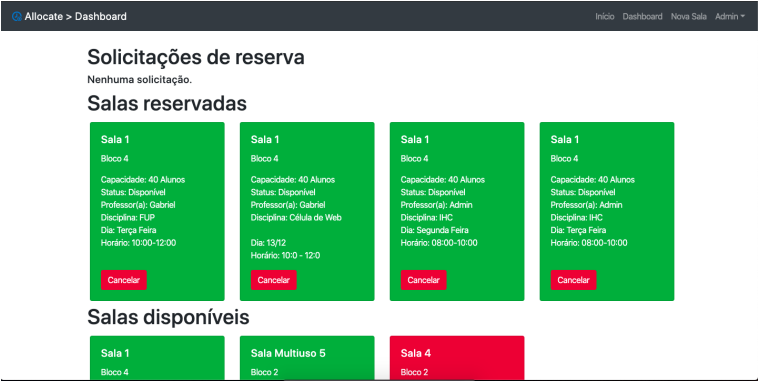 Allocate > Dashboard
Início Dashboard Nova Sala Admin
Solicitações de reserva
Nenhuma solicitação.
Salas reservadas
Sala 1
Bloco 4
Capacidade: 40 Alunos
Status: Disponível
Professor(a): Gabriel
Disciplina: FUP
Dia: Terça Feira
Horário: 10:00-12:00
Cancelar
Sala 1
Bloco 4
Capacidade: 40 Alunos
Status: Disponível
Professor(a): Gabriel
Disciplina: Célula de Web
Dia: 13/12
Horário: 10:0 - 12:0
Cancelar
Sala 1
Bloco 4
Capacidade: 40 Alunos
Status: Disponível
Professor(a): Admin
Disciplina: IHC
Dia: Segunda Feira
Horário: 08:00-10:00
Cancelar
Sala 1
Bloco 4
Capacidade: 40 Alunos
Status: Disponível
Professor(a): Admin
Disciplina: IHC
Dia: Terça Feira
Horário: 08:00-10:00
Cancelar
Salas disponíveis
Sala 1
Bloco 4
Sala Multiuso 5
Bloco 2
Sala 4
Bloco 2